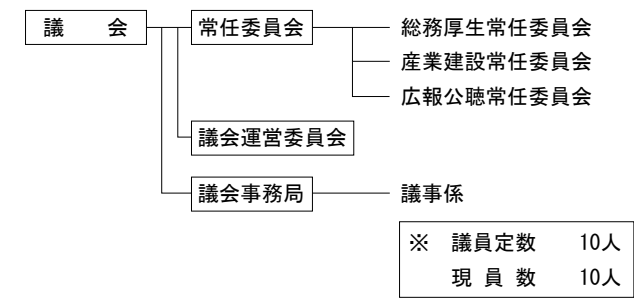 議　会　常任委員会　総務厚生常任委員会
産業建設常任委員会
広報公聴常任委員会
議会運営委員会
議会事務局　議事係
※　議員定数　10人
現 員 数　10人